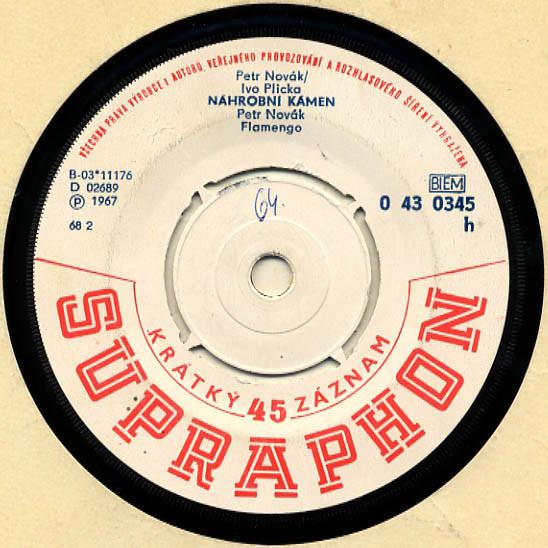 VŠECHNA PRÁVA VÝROBCE I AUTORŮ, VEŘEJNÉHO PROVOZOVÁNÍ A ROZHLASOVÉHO ŠÍŘENÍ VYHRAZENA
Petr Novák/
Ivo Plicka
NÁHROBNÍ KÁMEN
Petr Novák
Flamengo
B-03*11176
D 02689
Ⓟ 1967
68 2
BIEM
0 43 0345
h
64.
KRÁTKÝ 45 ZÁZNAM
SUPRAPHON